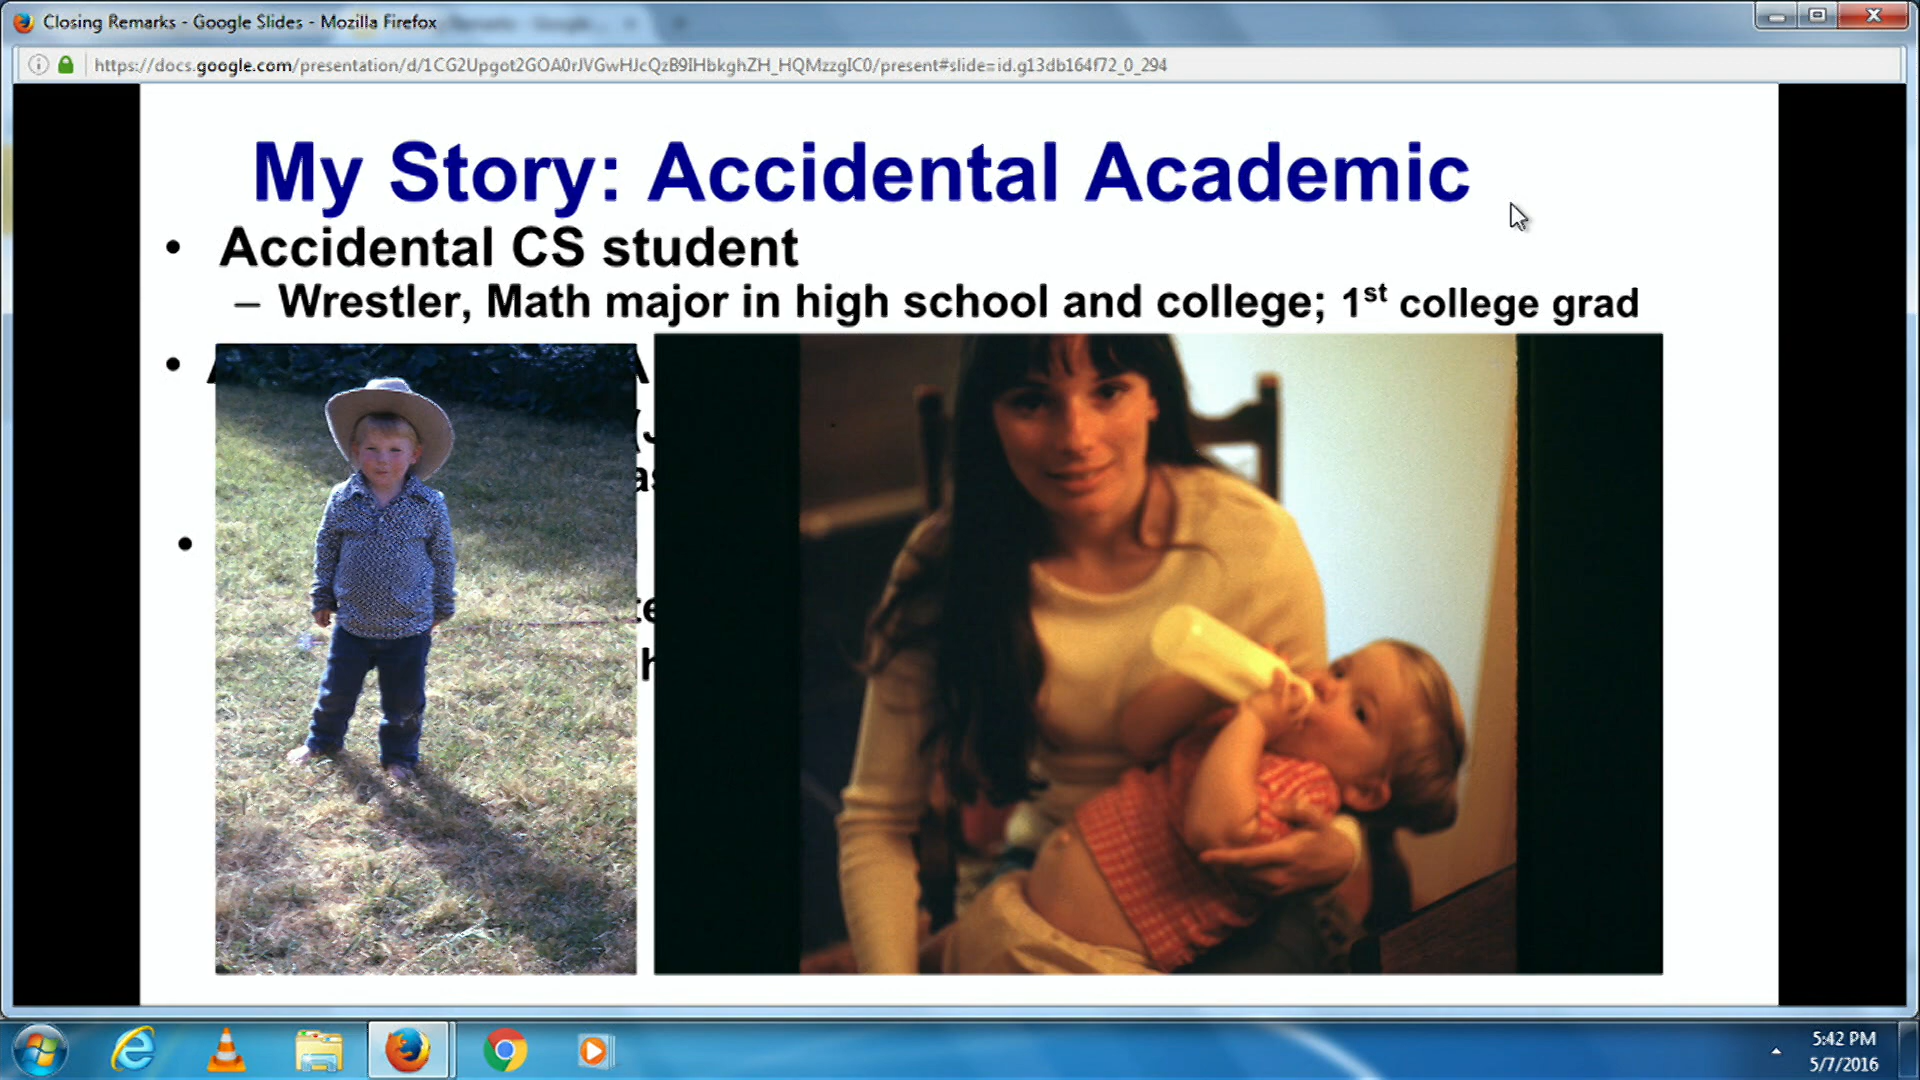 Closing Remarks - Google Slides - Mozilla Firefox
https://docs.google.com/presentation/d/1CG2Upgot2GOA0rJVGwHJcQzB9IHbkghZH_HQMzzgIC0/present#slide=id.g13db164f72_0_294
My Story: Accidental Academic
• Accidental CS student
– Wrestler, Math major in high school and college; 1st college grad
5:42 PM
5/7/2016